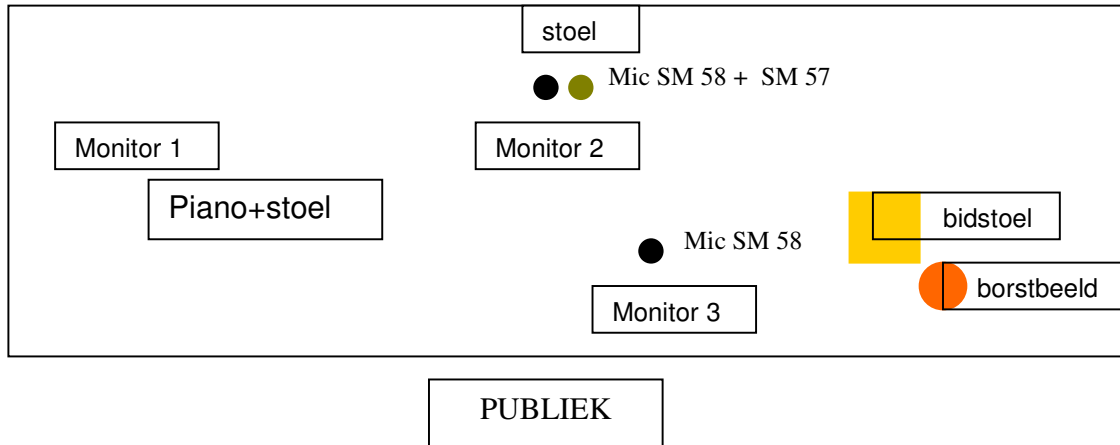 stoel
Mic SM 58 + SM 57
Monitor 1
Monitor 2
Piano+stoel
bidstoel
Mic SM 58
borstbeeld
Monitor 3
PUBLIEK